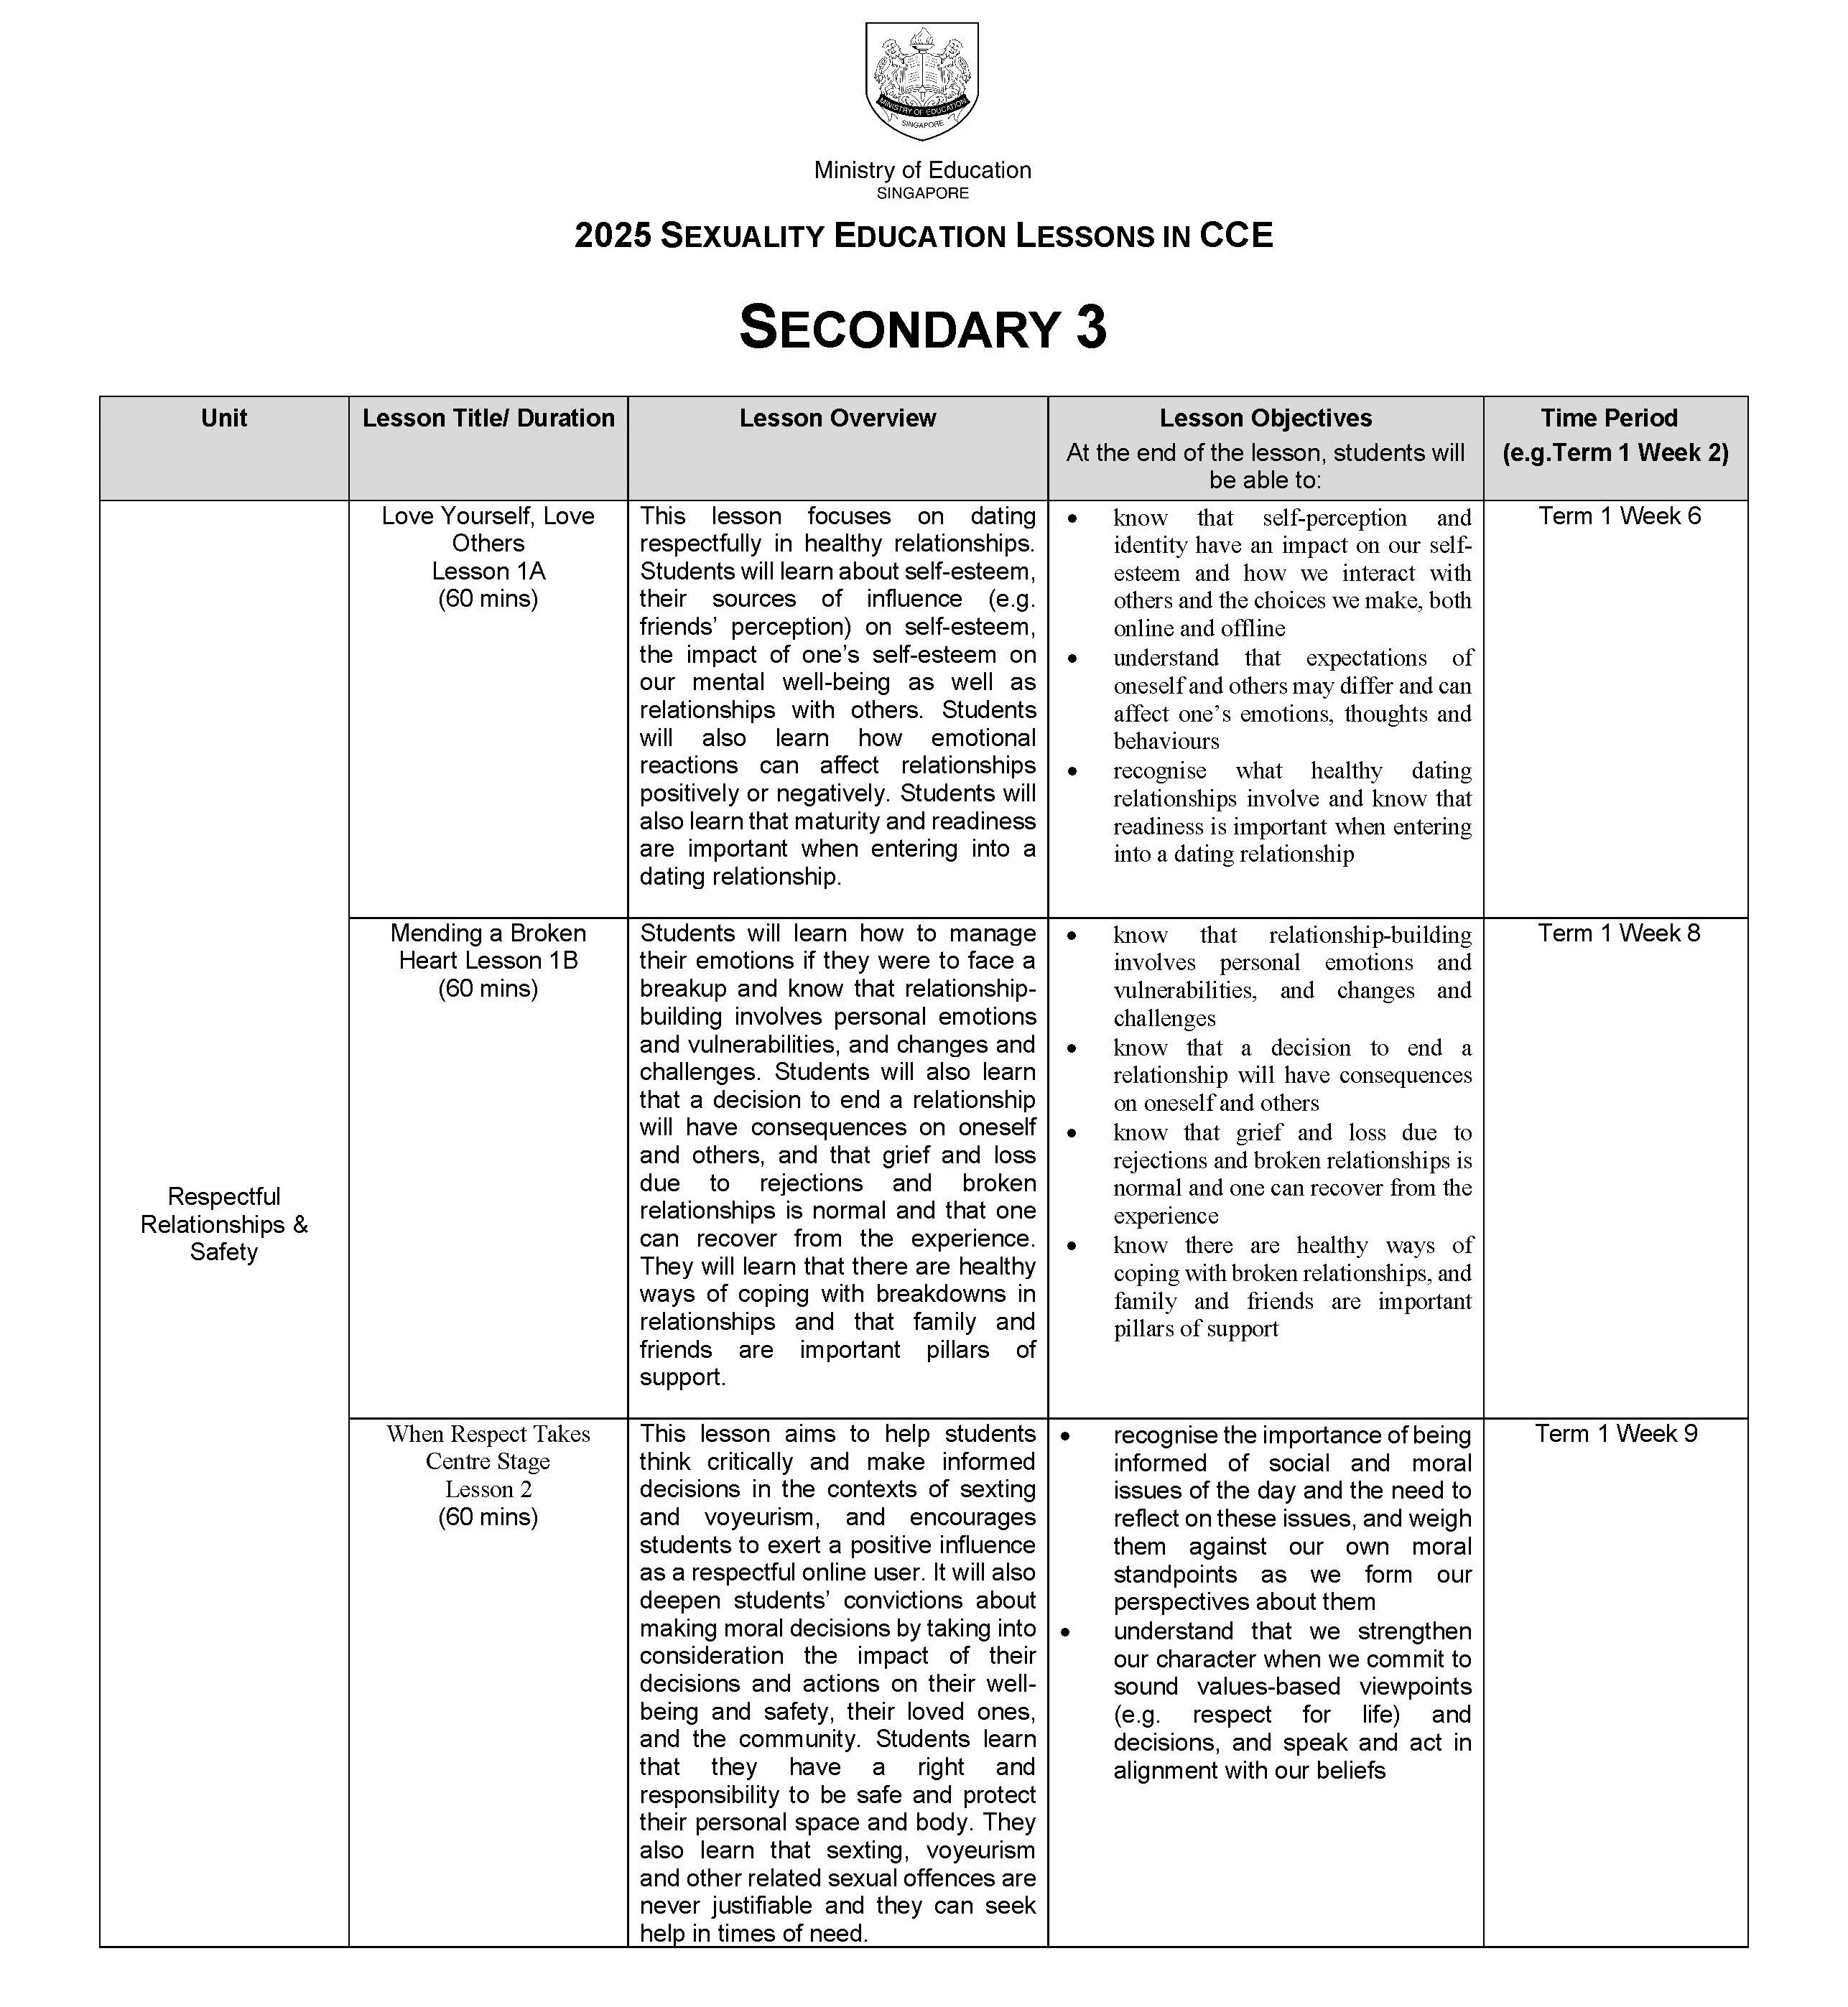 MINISTRY OF EDUCATION
SINGAPORE
Ministry of Education
SINGAPORE
2025 SEXUALITY EDUCATION LESSONS IN CCE
SECONDARY 3
Unit
Lesson Title/ Duration
Lesson Overview
Lesson Objectives
At the end of the lesson, students will
be able to:
Time Period
(e.g.Term 1 Week 2)
Respectful
Relationships &
Safety
Love Yourself, Love
Others
Lesson 1A
(60 mins)
This lesson focuses on dating
respectfully in healthy relationships.
Students will learn about self-esteem,
their sources of influence (e.g.
friends’ perception) on self-esteem,
the impact of one’s self-esteem on
our mental well-being as well as
relationships with others. Students
will also learn how emotional
reactions can affect relationships
positively or negatively. Students will
also learn that maturity and readiness
are important when entering into a
dating relationship.
• know that self-perception and
identity have an impact on our self-
esteem and how we interact with
others and the choices we make, both
online and offline
• understand that expectations of
oneself and others may differ and can
affect one’s emotions, thoughts and
behaviours
• recognise what healthy dating
relationships involve and know that
readiness is important when entering
into a dating relationship
Term 1 Week 6
Mending a Broken
Heart Lesson 1B
(60 mins)
Students will learn how to manage
their emotions if they were to face a
breakup and know that relationship-
building involves personal emotions
and vulnerabilities, and changes and
challenges. Students will also learn
that a decision to end a relationship
will have consequences on oneself
and others, and that grief and loss
due to rejections and broken
relationships is normal and that one
can recover from the experience.
They will learn that there are healthy
ways of coping with breakdowns in
relationships and that family and
friends are important pillars of
support.
• know that relationship-building
involves personal emotions and
vulnerabilities, and changes and
challenges
• know that a decision to end a
relationship will have consequences
on oneself and others
• know that grief and loss due to
rejections and broken relationships is
normal and one can recover from the
experience
• know there are healthy ways of
coping with broken relationships, and
family and friends are important
pillars of support
Term 1 Week 8
When Respect Takes
Centre Stage
Lesson 2
(60 mins)
This lesson aims to help students
think critically and make informed
decisions in the contexts of sexting
and voyeurism, and encourages
students to exert a positive influence
as a respectful online user. It will also
deepen students’ convictions about
making moral decisions by taking into
consideration the impact of their
decisions and actions on their well-
being and safety, their loved ones,
and the community. Students learn
that they have a right and
responsibility to be safe and protect
their personal space and body. They
also learn that sexting, voyeurism
and other related sexual offences are
never justifiable and they can seek
help in times of need.
• recognise the importance of being
informed of social and moral
issues of the day and the need to
reflect on these issues, and weigh
them against our own moral
standpoints as we form our
perspectives about them
• understand that we strengthen
our character when we commit to
sound values-based viewpoints
(e.g. respect for life) and
decisions, and speak and act in
alignment with our beliefs
Term 1 Week 9